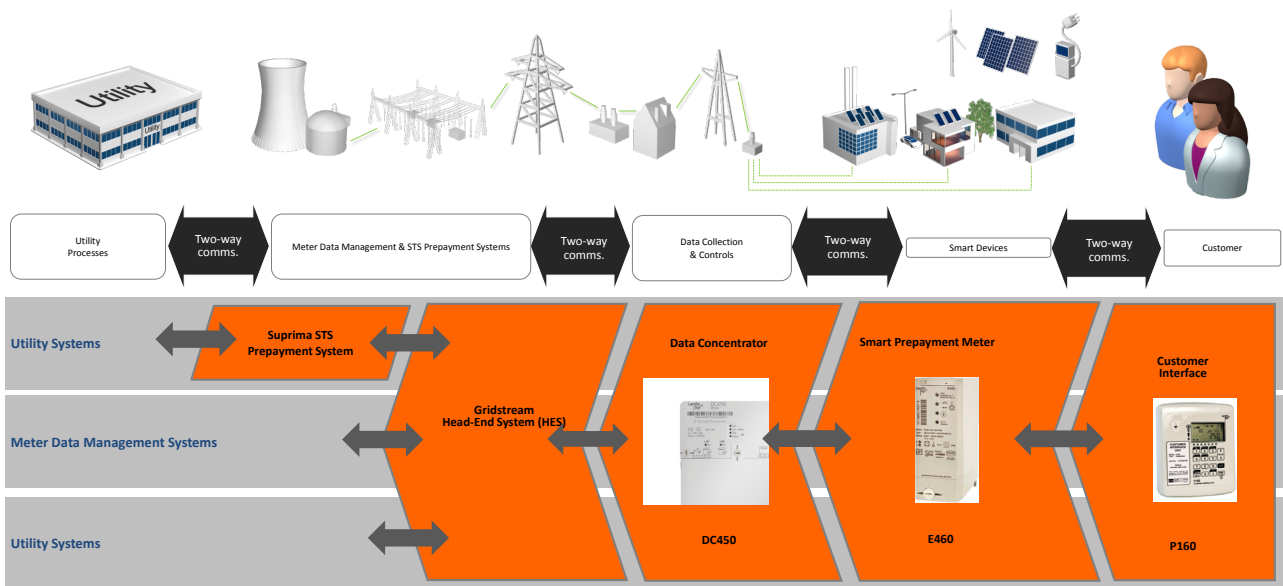 Utility
Utility
Utility
Processes
Two-way
comms.
Meter Data Management & STS Prepayment Systems
Two-way
comms.
Data Collection
& Controls
Two-way
comms.
Smart Devices
Two-way
comms.
Customer
Utility Systems
Suprima STS
Prepayment System
Data Concentrator
Smart Prepayment Meter
Customer
Interface
Gridstream
Head-End System (HES)
Meter Data Management Systems
DC450
Utility Systems
DC450
E460
P160